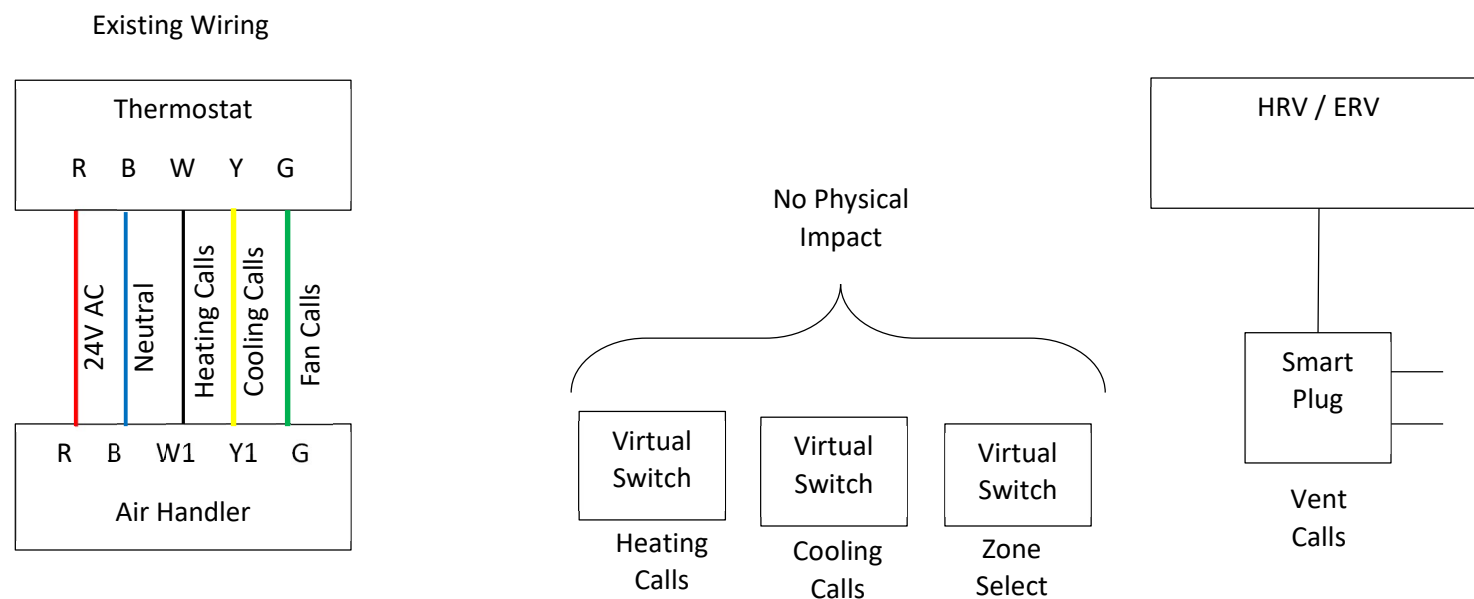 Existing Wiring
Thermostat
R B W Y G
24V AC
Neutral
Heating Calls
Cooling Calls
Fan Calls
R B W1 Y1 G
Air Handler
No Physical
Impact
Virtual
Switch
Heating
Calls
Virtual
Switch
Cooling
Calls
Virtual
Switch
Zone
Select
HRV / ERV
Smart
Plug
Vent
Calls